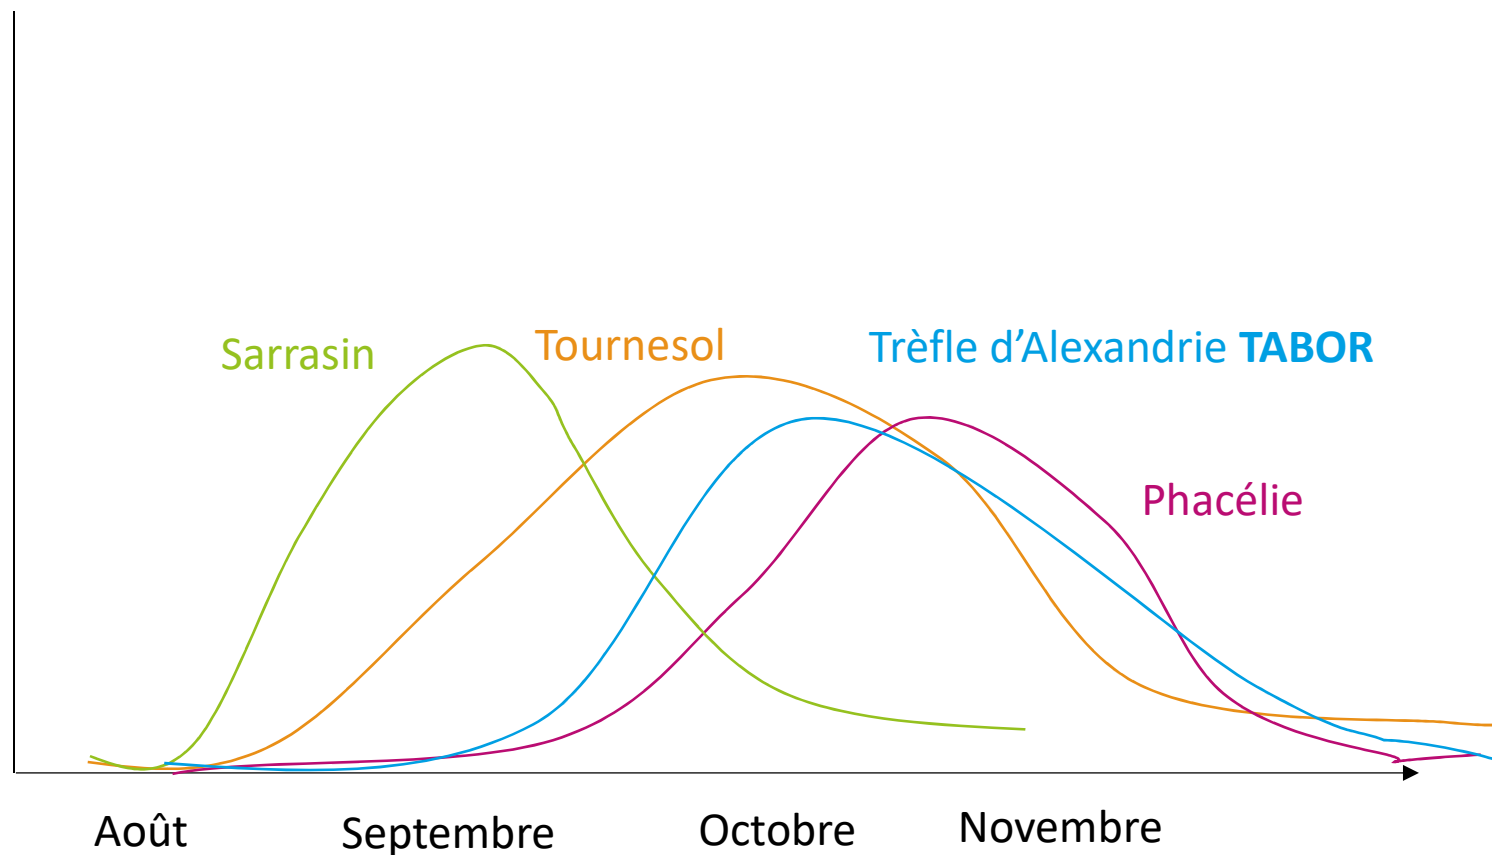 Sarrasin
Tournesol
Trèfle d’Alexandrie TABOR
Phacélie
Août
Septembre
Octobre
Novembre